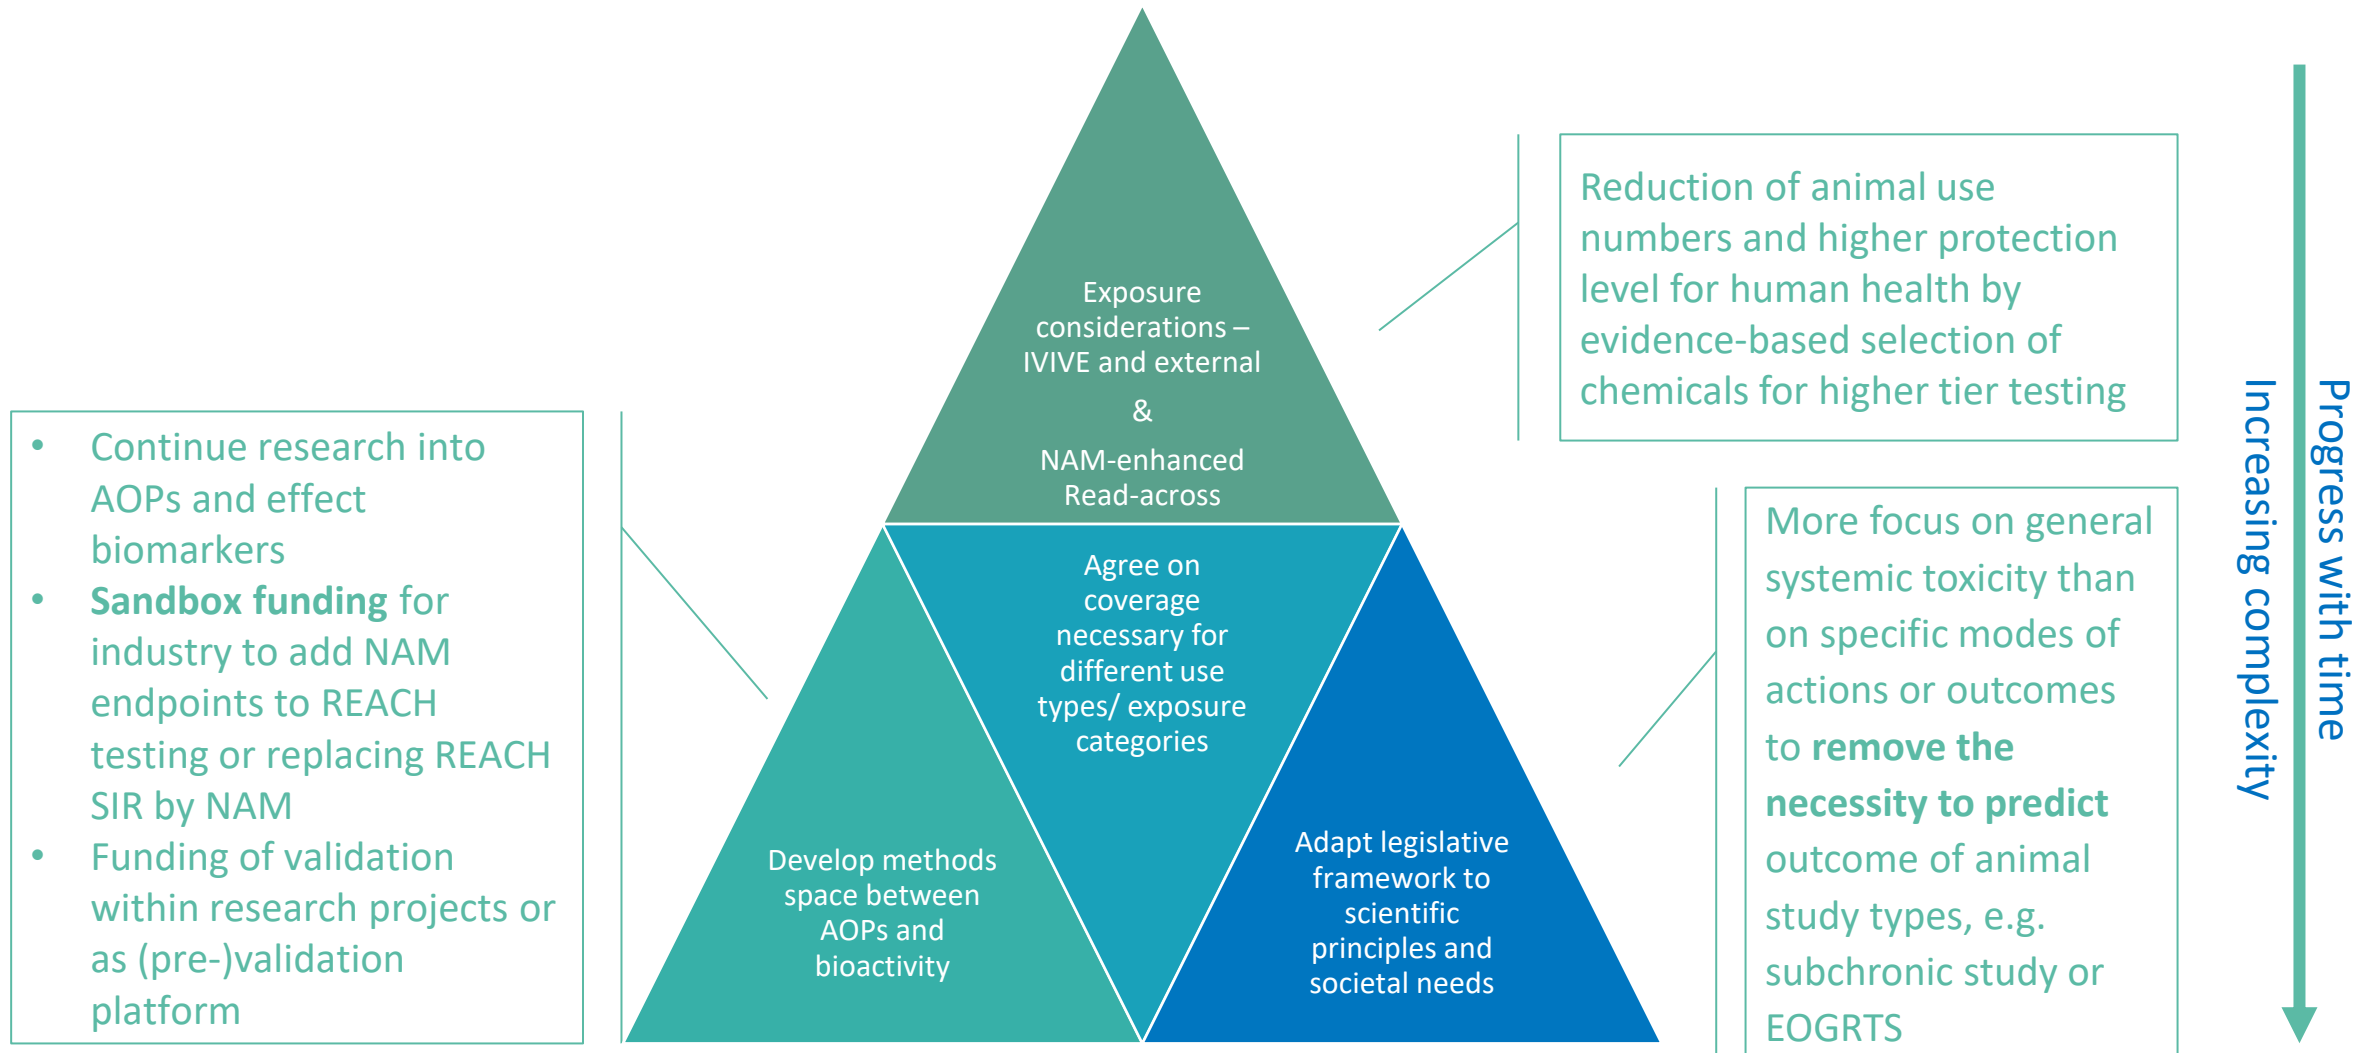 Exposure
considerations –
IVIVE and external
&
NAM-enhanced
Read-across
Agree on
coverage
necessary for
different use
types/ exposure
categories
Develop methods
space between
AOPs and
bioactivity
Adapt legislative
framework to
scientific
principles and
societal needs
• Continue research into
AOPs and effect
biomarkers
• Sandbox funding for
industry to add NAM
endpoints to REACH
testing or replacing REACH
SIR by NAM
• Funding of validation
within research projects or
as (pre-)validation
platform
Reduction of animal use
numbers and higher protection
level for human health by
evidence-based selection of
chemicals for higher tier testing
More focus on general
systemic toxicity than
on specific modes of
actions or outcomes
to remove the
necessity to predict
outcome of animal
study types, e.g.
subchronic study or
EOGRTS
Progress with time
Increasing complexity